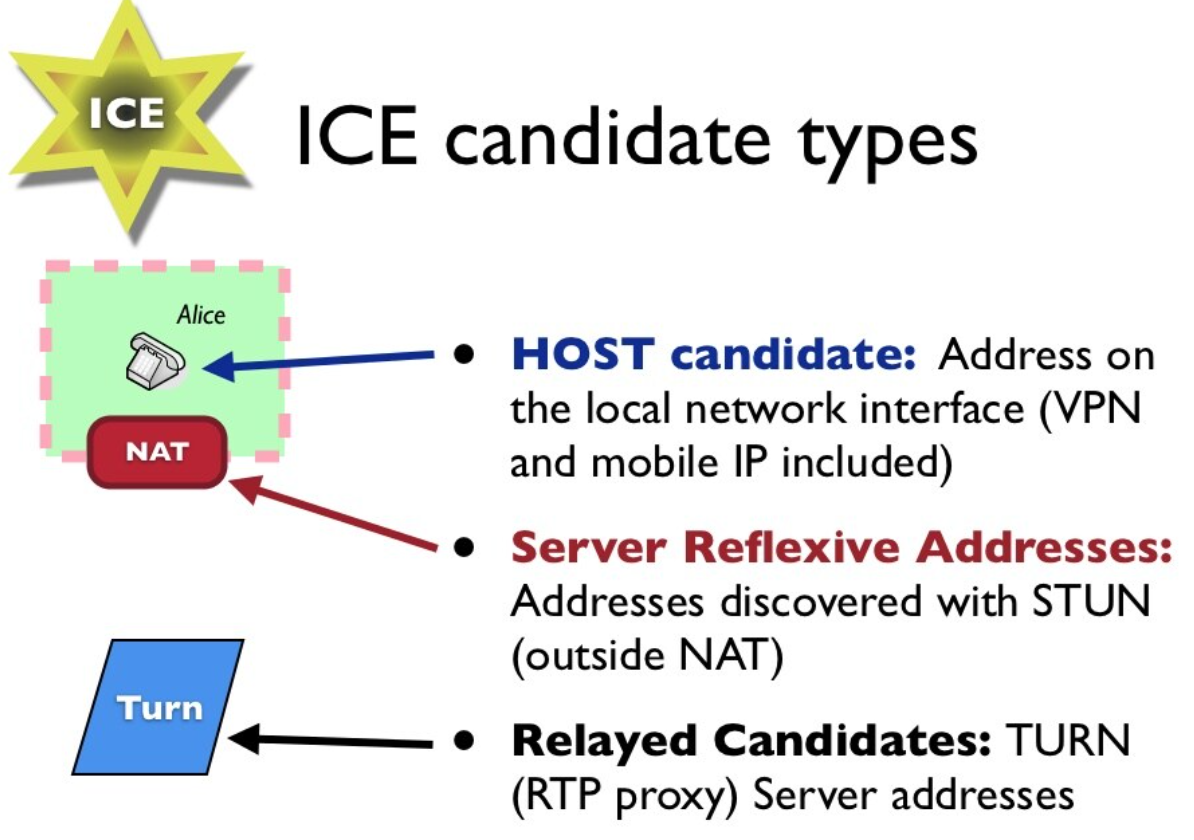 ICE
ICE candidate types
Alice
NAT
• HOST candidate: Address on
the local network interface (VPN
and mobile IP included)
• Server Reflexive Addresses:
Addresses discovered with STUN
(outside NAT)
Turn
• Relayed Candidates: TURN
(RTP proxy) Server addresses